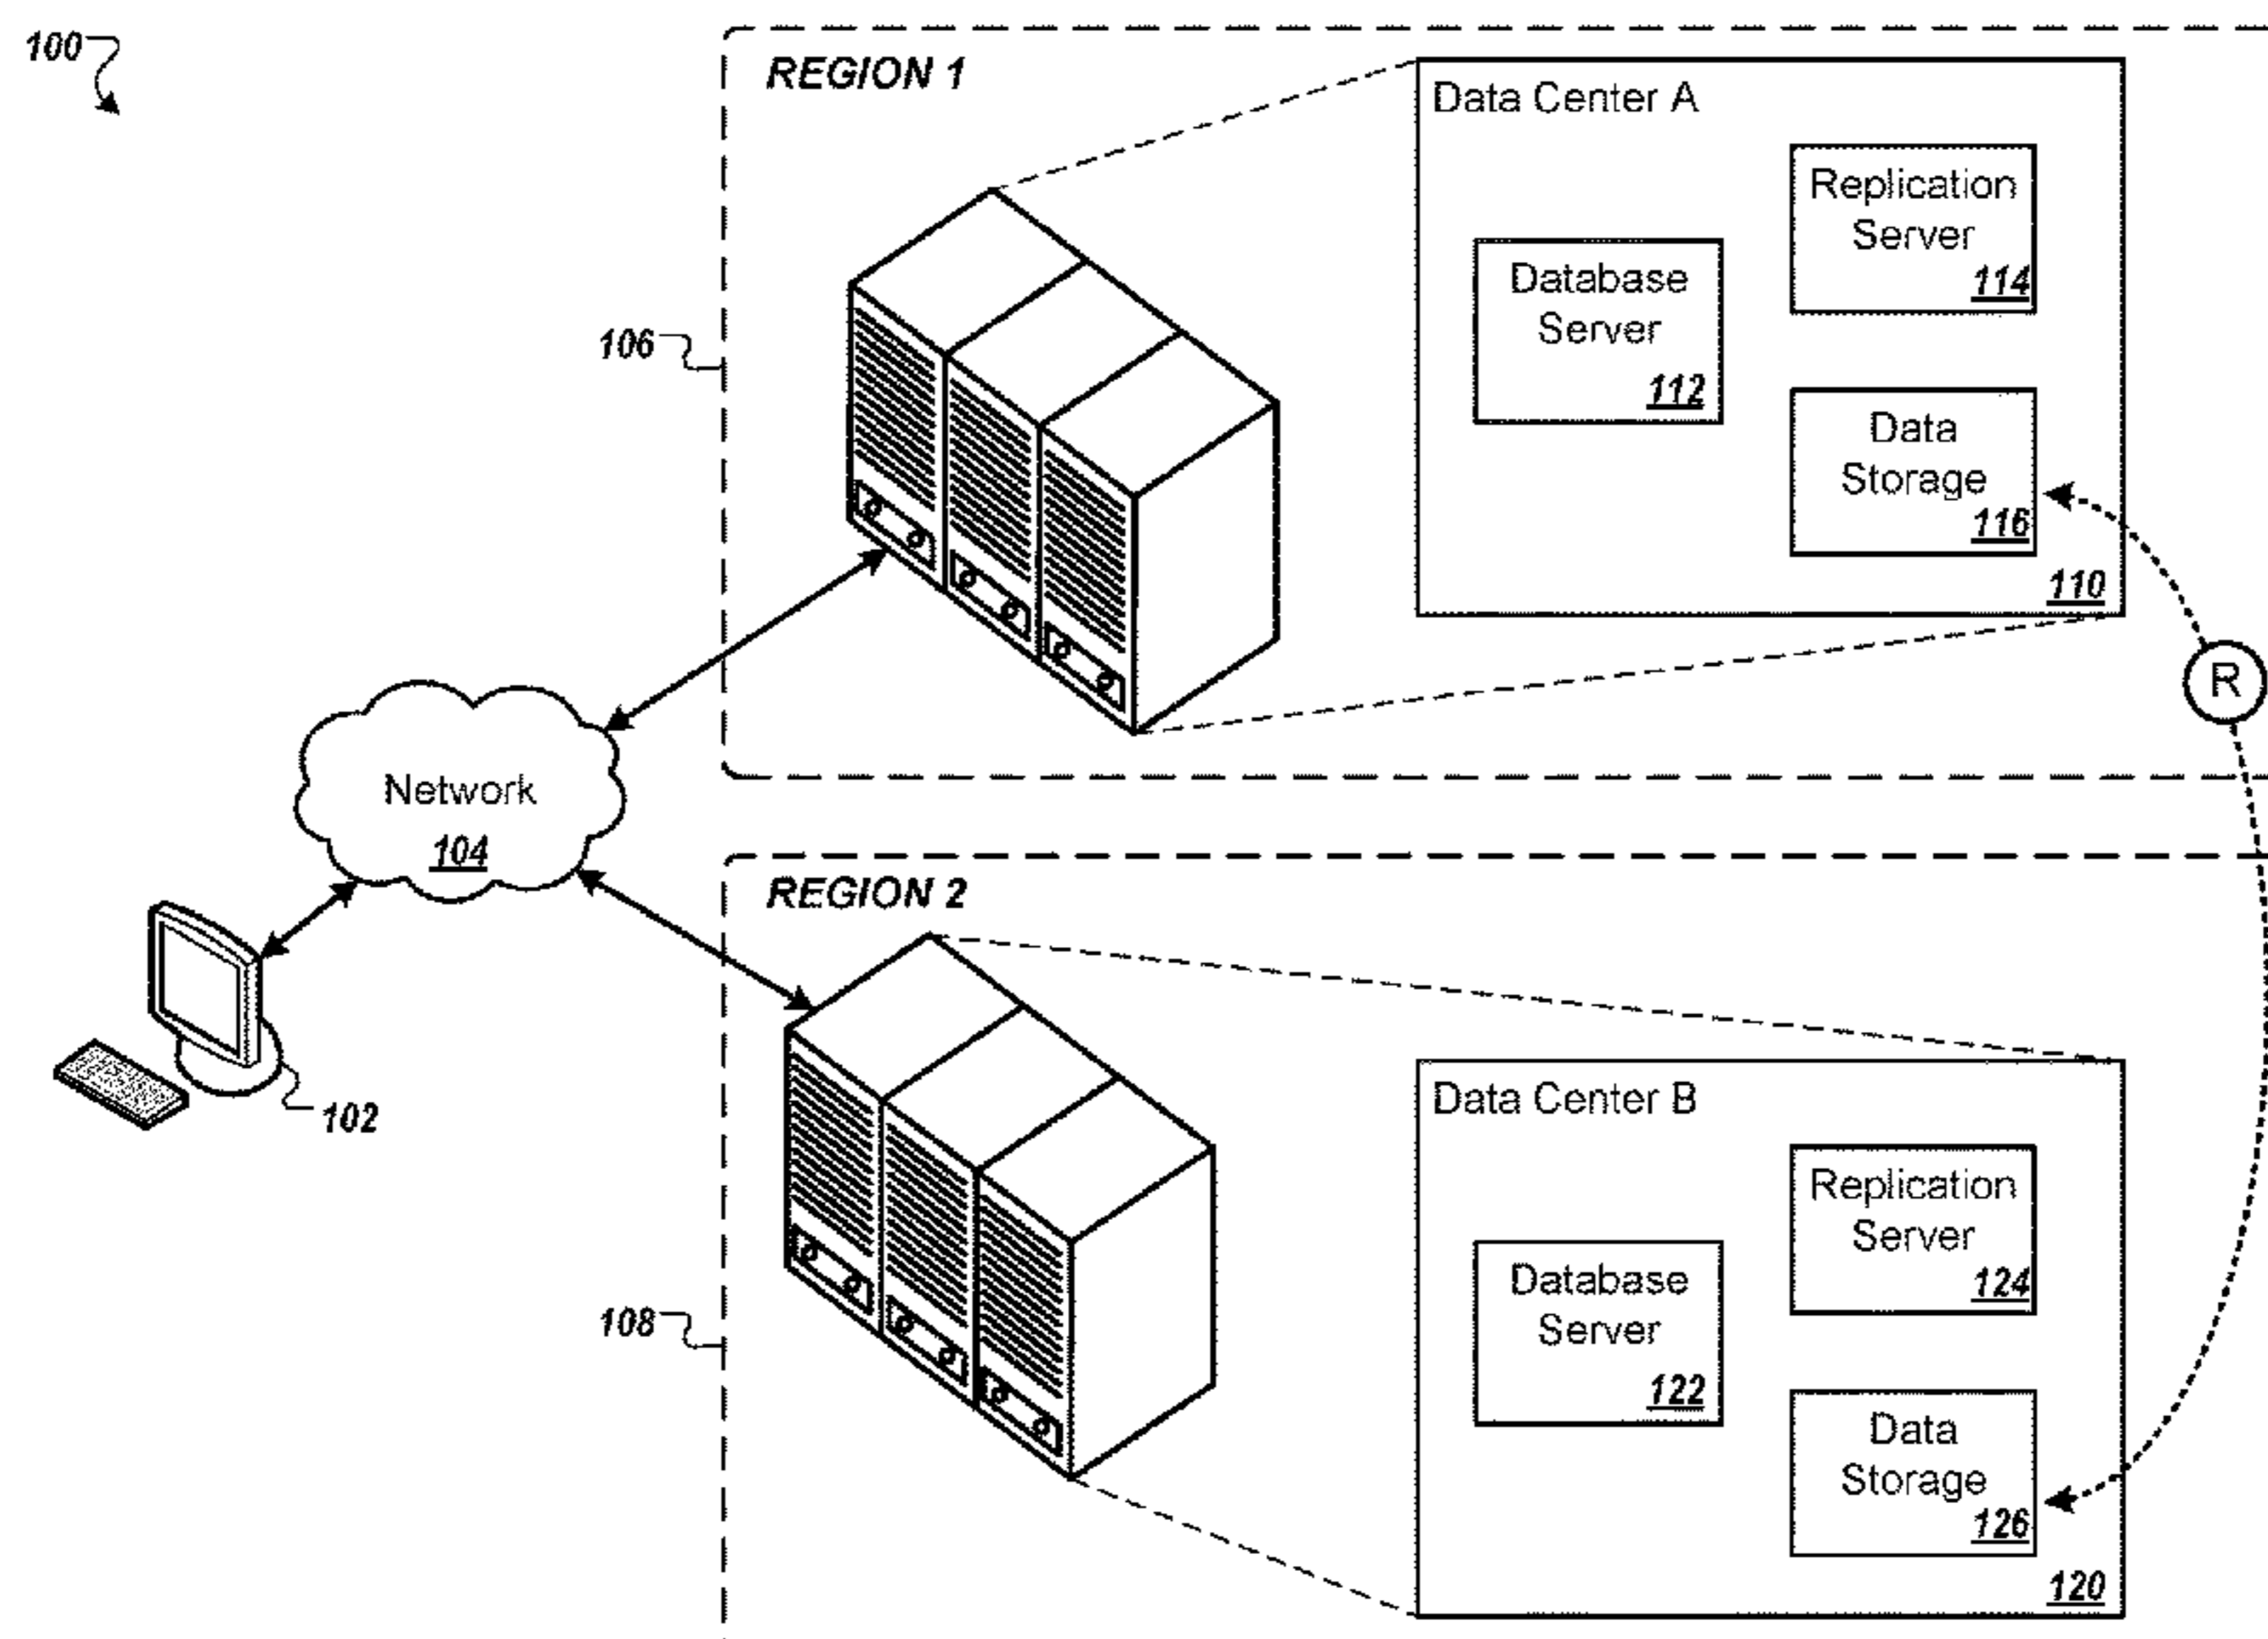 100
REGION 1
Data Center A
Replication
Server
114
Database
Server
112
106
Data
Storage
116
110
R
Network
104
REGION 2
102
Data Center B
Replication
Server
124
Database
Server
122
108
Data
Storage
126
120